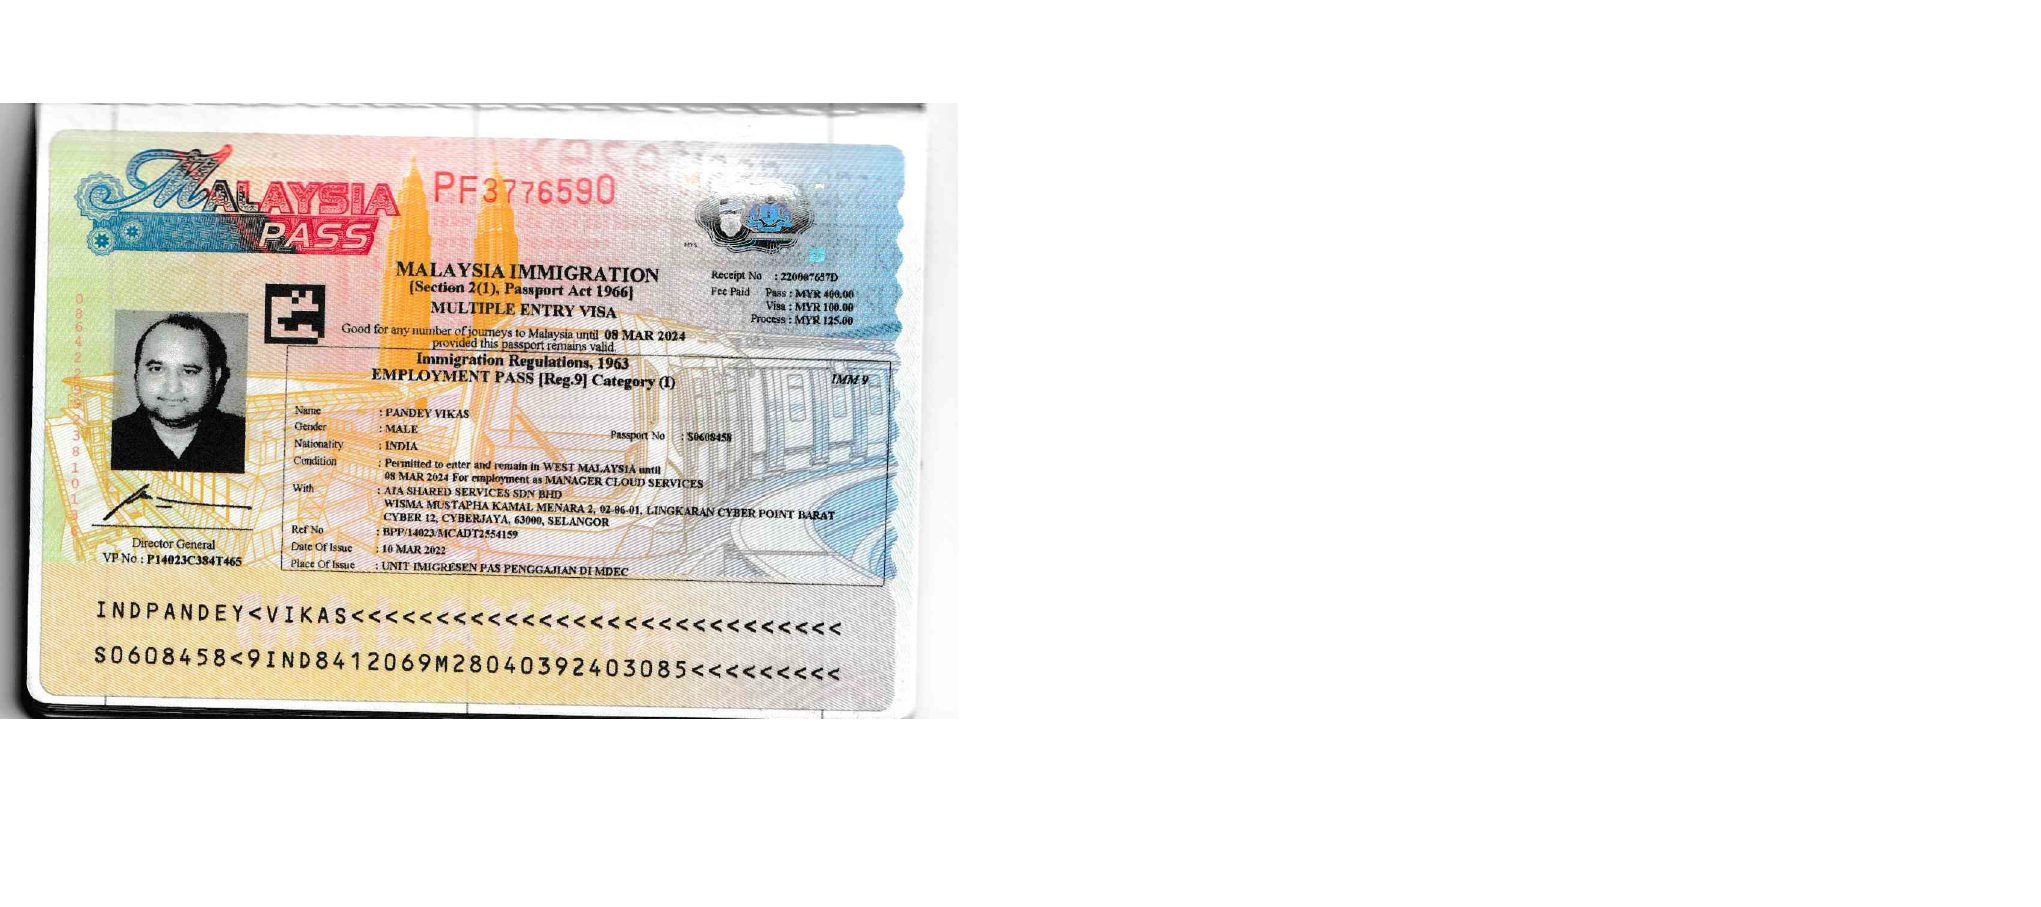 MALAYSIA
PASS
PF3776590
MYS
MALAYSIA IMMIGRATION
[Section 2(1), Passport Act 1966]
MULTIPLE ENTRY VISA
Good for any number of journeys to Malaysia until 08 MAR 2024
provided this passport remains valid.
Receipt No : 220007657D
Fee Paid Pass : MYR 400.00
Visa : MYR 100.00
Process : MYR 125.00
Immigration Regulations, 1963
EMPLOYMENT PASS [Reg.9] Category (I)
IMM 9
Name : PANDEY VIKAS
Gender : MALE
Passport No : S0608458
Nationality : INDIA
Condition : Permitted to enter and remain in WEST MALAYSIA until
08 MAR 2024 For employment as MANAGER CLOUD SERVICES
With : AIA SHARED SERVICES SDN BHD
WISMA MUSTAPHA KAMAL MENARA 2, 02-06-01, LINGKARAN CYBER POINT BARAT
CYBER 12, CYBERJAYA, 63000, SELANGOR
Ref No : BPP/14023/MCADT2554159
Date Of Issue : 10 MAR 2022
Place Of Issue : UNIT IMIGRESEN PAS PENGGAJIAN DI MDEC
Director General
VP No : P14023C384T465
INDPANDEY<VIKAS<<<<<<<<<<<<<<<<<<<<<<<<<<<<<
S0608458<9IND8412069M28040392403085<<<<<<<<<